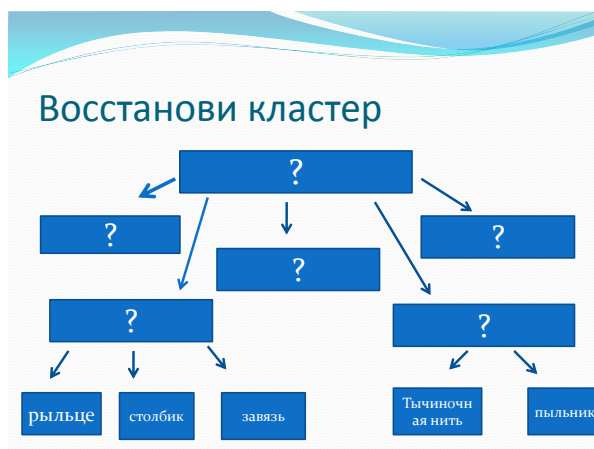 Восстанови кластер
?
?
?
?
?
?
рыльце
столбик
завязь
Тычиночн
ая нить
пыльник